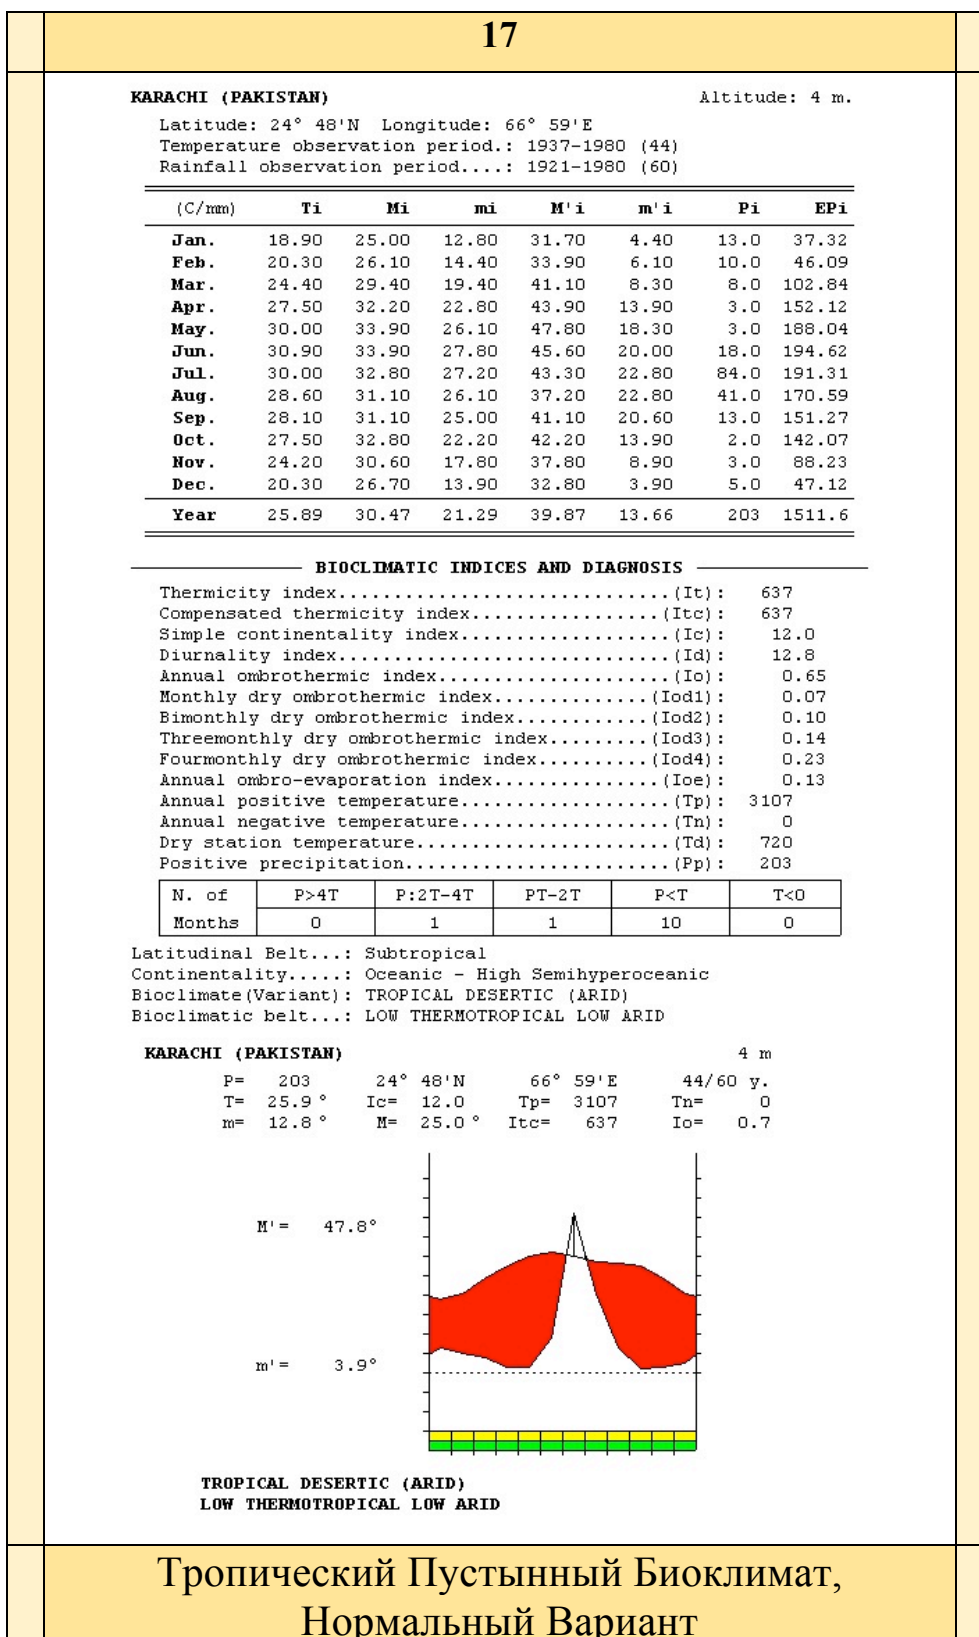 17
KARACHI (PAKISTAN) Altitude: 4 m.
Latitude: 24° 48'N Longitude: 66° 59'E
Temperature observation period.: 1937-1980 (44)
Rainfall observation period....: 1921-1980 (60)
(C/mm) Ti Mi mi M'i m'i Pi EPi
Jan. 18.90 25.00 12.80 31.70 4.40 13.0 37.32
Feb. 20.30 26.10 14.40 33.90 6.10 10.0 46.09
Mar. 24.40 29.40 19.40 41.10 8.30 8.0 102.84
Apr. 27.50 32.20 22.80 43.90 13.90 3.0 152.12
May. 30.00 33.90 26.10 47.80 18.30 3.0 188.04
Jun. 30.90 33.90 27.80 45.60 20.00 18.0 194.62
Jul. 30.00 32.80 27.20 43.30 22.80 84.0 191.31
Aug. 28.60 31.10 26.10 37.20 22.80 41.0 170.59
Sep. 28.10 31.10 25.00 41.10 20.60 13.0 151.27
Oct. 27.50 32.80 22.20 42.20 13.90 2.0 142.07
Nov. 24.20 30.60 17.80 37.80 8.90 3.0 88.23
Dec. 20.30 26.70 13.90 32.80 3.90 5.0 47.12
Year 25.89 30.47 21.29 39.87 13.66 203 1511.6
BIOCLIMATIC INDICES AND DIAGNOSIS
Thermicity index..............................(It): 637
Compensated thermicity index.................(Itc): 637
Simple continentality index...................(Ic): 12.0
Diurnality index..............................(Id): 12.8
Annual ombrothermic index.....................(Io): 0.65
Monthly dry ombrothermic index..............(Iod1): 0.07
Bimonthly dry ombrothermic index............(Iod2): 0.10
Threemonthly dry ombrothermic index.........(Iod3): 0.14
Fourmonthly dry ombrothermic index..........(Iod4): 0.23
Annual ombro-evaporation index...............(Ioe): 0.13
Annual positive temperature...................(Tp): 3107
Annual negative temperature...................(Tn): 0
Dry station temperature.......................(Td): 720
Positive precipitation........................(Pp): 203
N. of P>4T P:2T-4T PT-2T P<T T<0
Months 0 1 1 10 0
Latitudinal Belt...: Subtropical
Continentality.....: Oceanic - High Semihyperoceanic
Bioclimate(Variant): TROPICAL DESERTIC (ARID)
Bioclimatic belt...: LOW THERMOTROPICAL LOW ARID
KARACHI (PAKISTAN) 4 m
P= 203 24° 48'N 66° 59'E 44/60 y.
T= 25.9° Ic= 12.0 Tp= 3107 Tn= 0
m= 12.8° M= 25.0° Itc= 637 Io= 0.7
M'= 47.8°
m'= 3.9°
TROPICAL DESERTIC (ARID)
LOW THERMOTROPICAL LOW ARID
Тропический Пустынный Биоклимат,
Нормальный Вариант